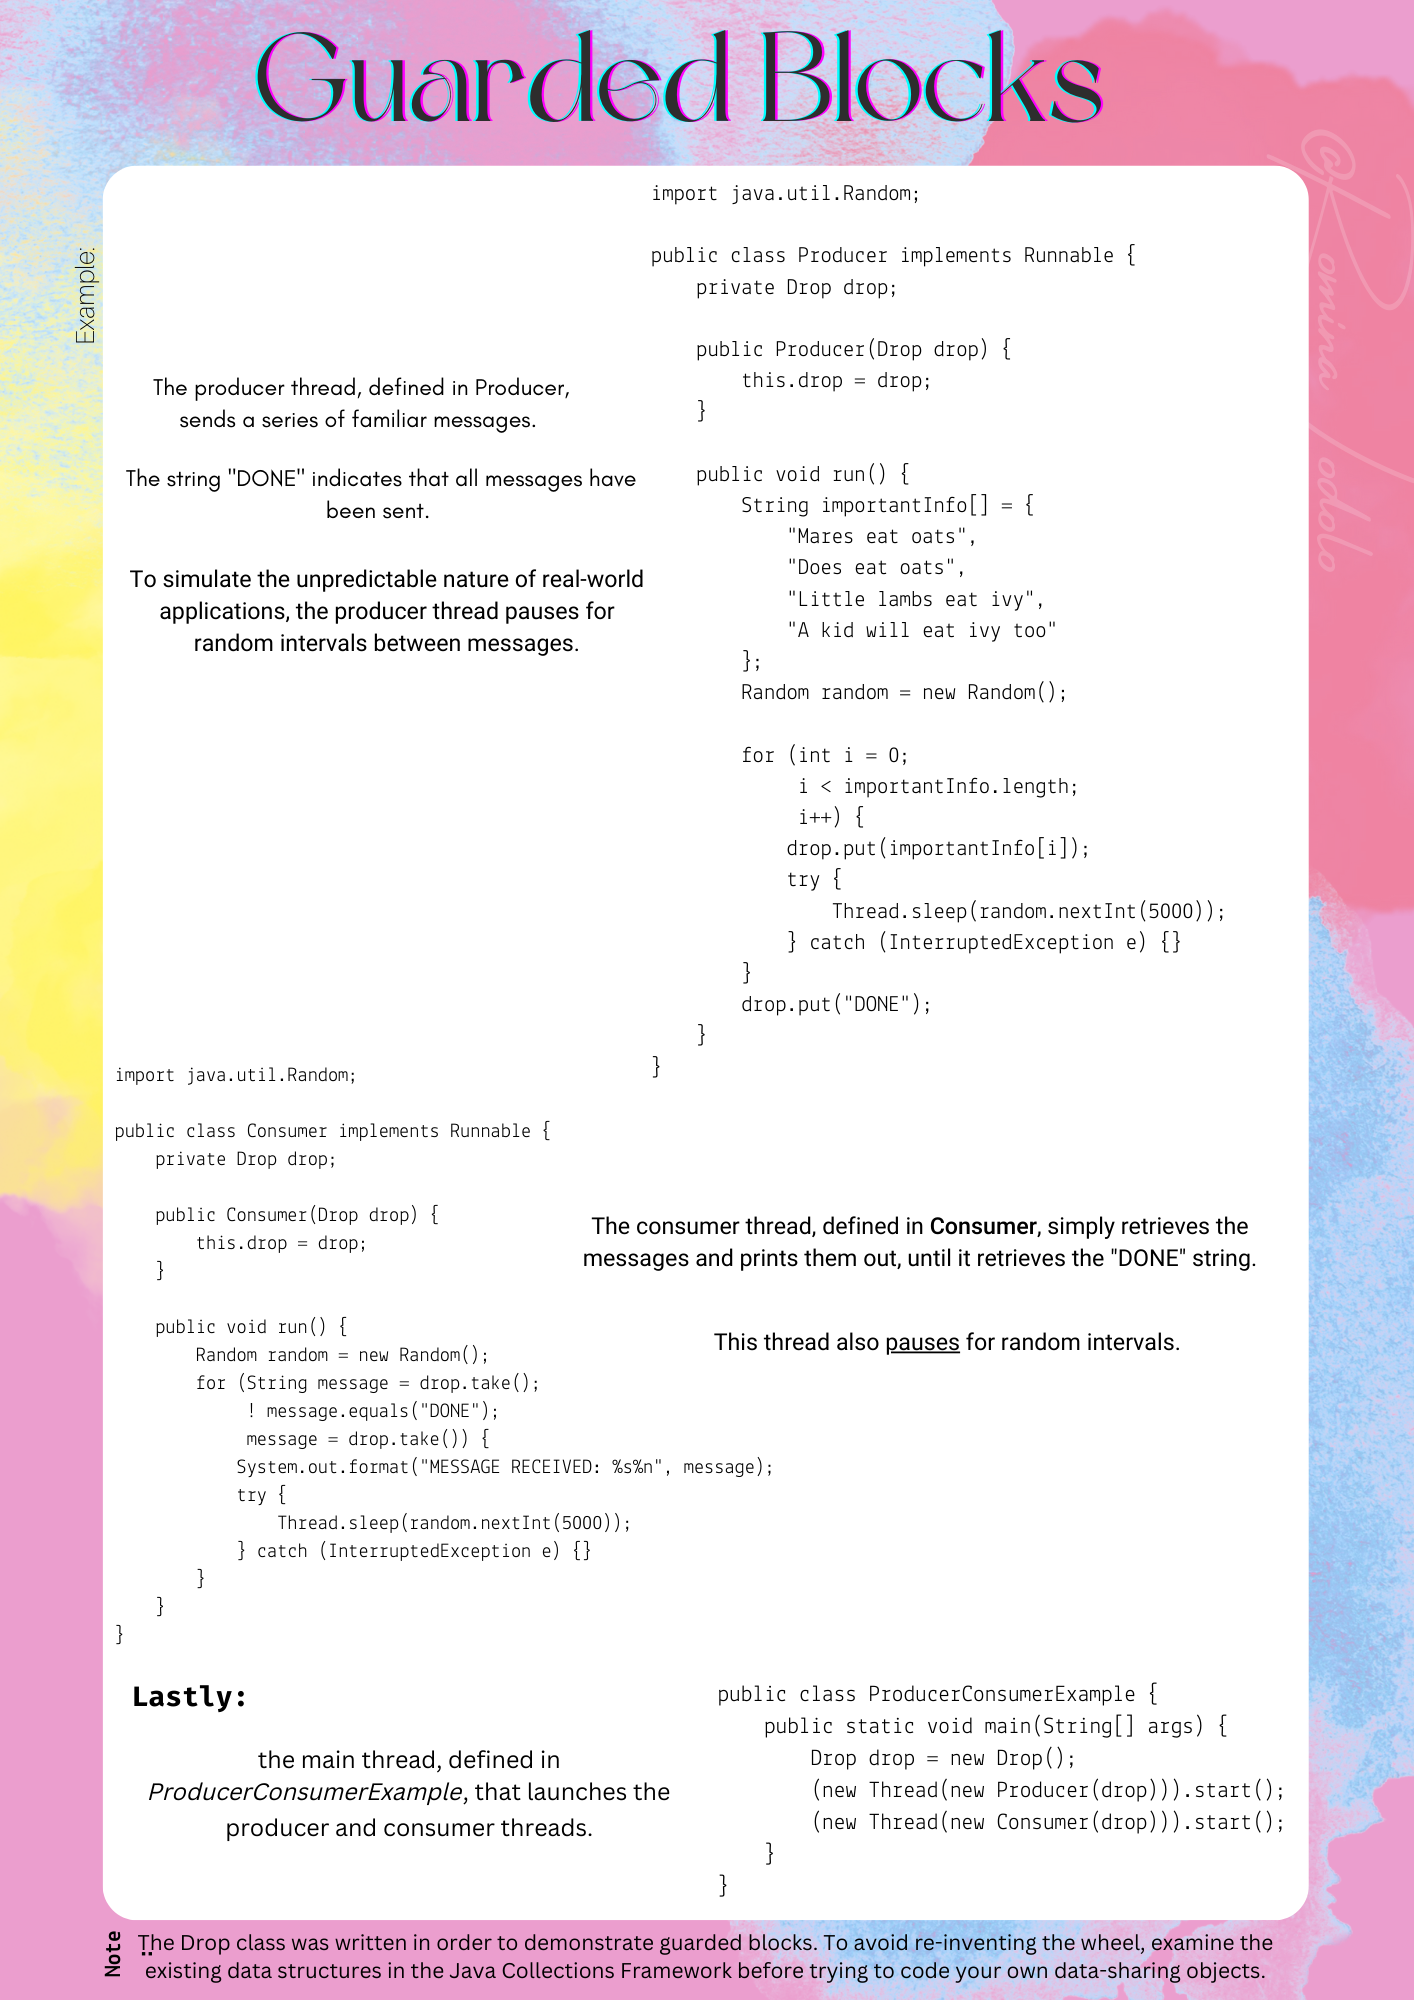 Guarded Blocks
@Romina Iodolo
Example:
The producer thread, defined in Producer,
sends a series of familiar messages.
The string "DONE" indicates that all messages have
been sent.
To simulate the unpredictable nature of real-world
applications, the producer thread pauses for
random intervals between messages.
import java.util.Random;
public class Producer implements Runnable {
    private Drop drop;
    public Producer(Drop drop) {
        this.drop = drop;
    }
    public void run() {
        String importantInfo[] = {
            "Mares eat oats",
            "Does eat oats",
            "Little lambs eat ivy",
            "A kid will eat ivy too"
        };
        Random random = new Random();
        for (int i = 0;
             i < importantInfo.length;
             i++) {
            drop.put(importantInfo[i]);
            try {
                Thread.sleep(random.nextInt(5000));
            } catch (InterruptedException e) {}
        }
        drop.put("DONE");
    }
}
import java.util.Random;
public class Consumer implements Runnable {
    private Drop drop;
    public Consumer(Drop drop) {
        this.drop = drop;
    }
    public void run() {
        Random random = new Random();
        for (String message = drop.take();
             ! message.equals("DONE");
             message = drop.take()) {
            System.out.format("MESSAGE RECEIVED: %s%n", message);
            try {
                Thread.sleep(random.nextInt(5000));
            } catch (InterruptedException e) {}
        }
    }
}
The consumer thread, defined in Consumer, simply retrieves the
messages and prints them out, until it retrieves the "DONE" string.
This thread also pauses for random intervals.
Lastly:
the main thread, defined in
ProducerConsumerExample, that launches the
producer and consumer threads.
public class ProducerConsumerExample {
    public static void main(String[] args) {
        Drop drop = new Drop();
        (new Thread(new Producer(drop))).start();
        (new Thread(new Consumer(drop))).start();
    }
}
Note:
The Drop class was written in order to demonstrate guarded blocks. To avoid re-inventing the wheel, examine the
existing data structures in the Java Collections Framework before trying to code your own data-sharing objects.